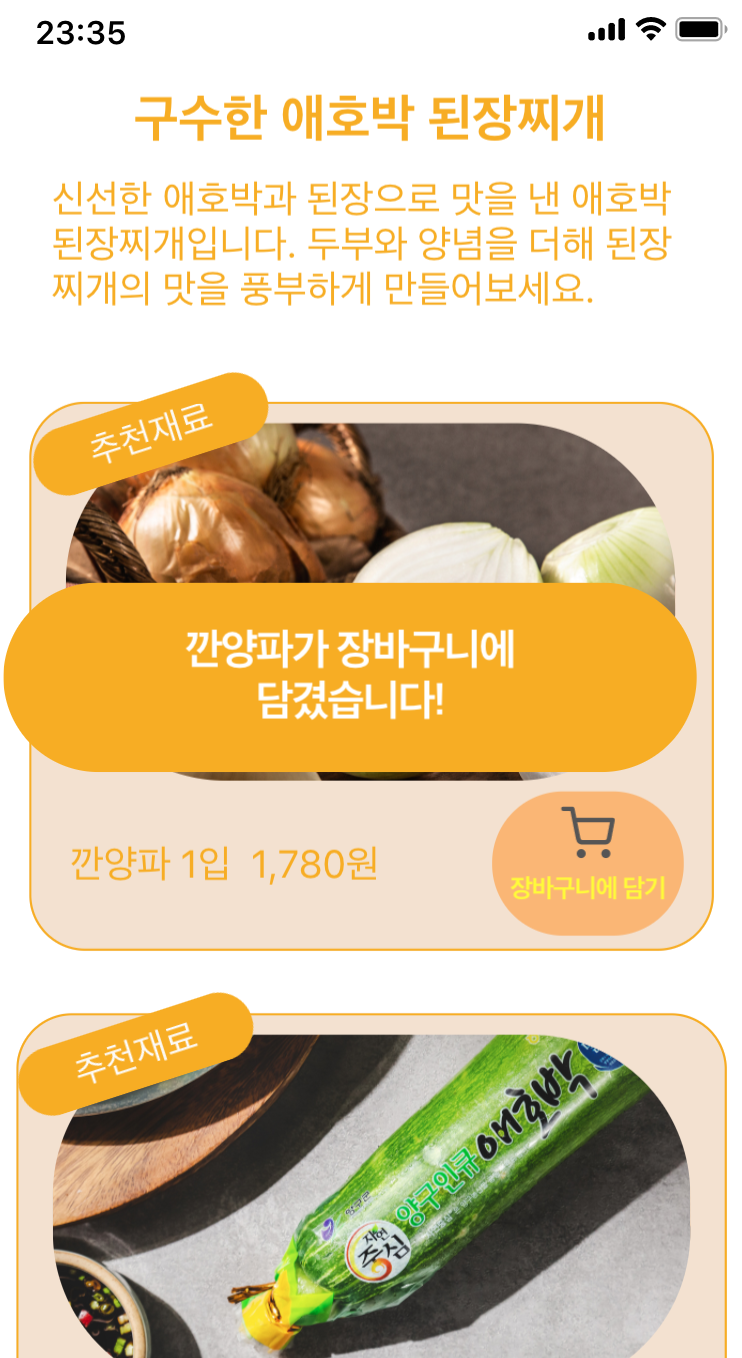 23:35
구수한 애호박 된장찌개
신선한 애호박과 된장으로 맛을 낸 애호박
된장찌개입니다. 두부와 양념을 더해 된장
찌개의 맛을 풍부하게 만들어보세요.
추천재료
깐양파가 장바구니에
담겼습니다!
깐양파 1입 1,780원
장바구니에 담기
추천재료
양구인큐 애호박
자연
중심